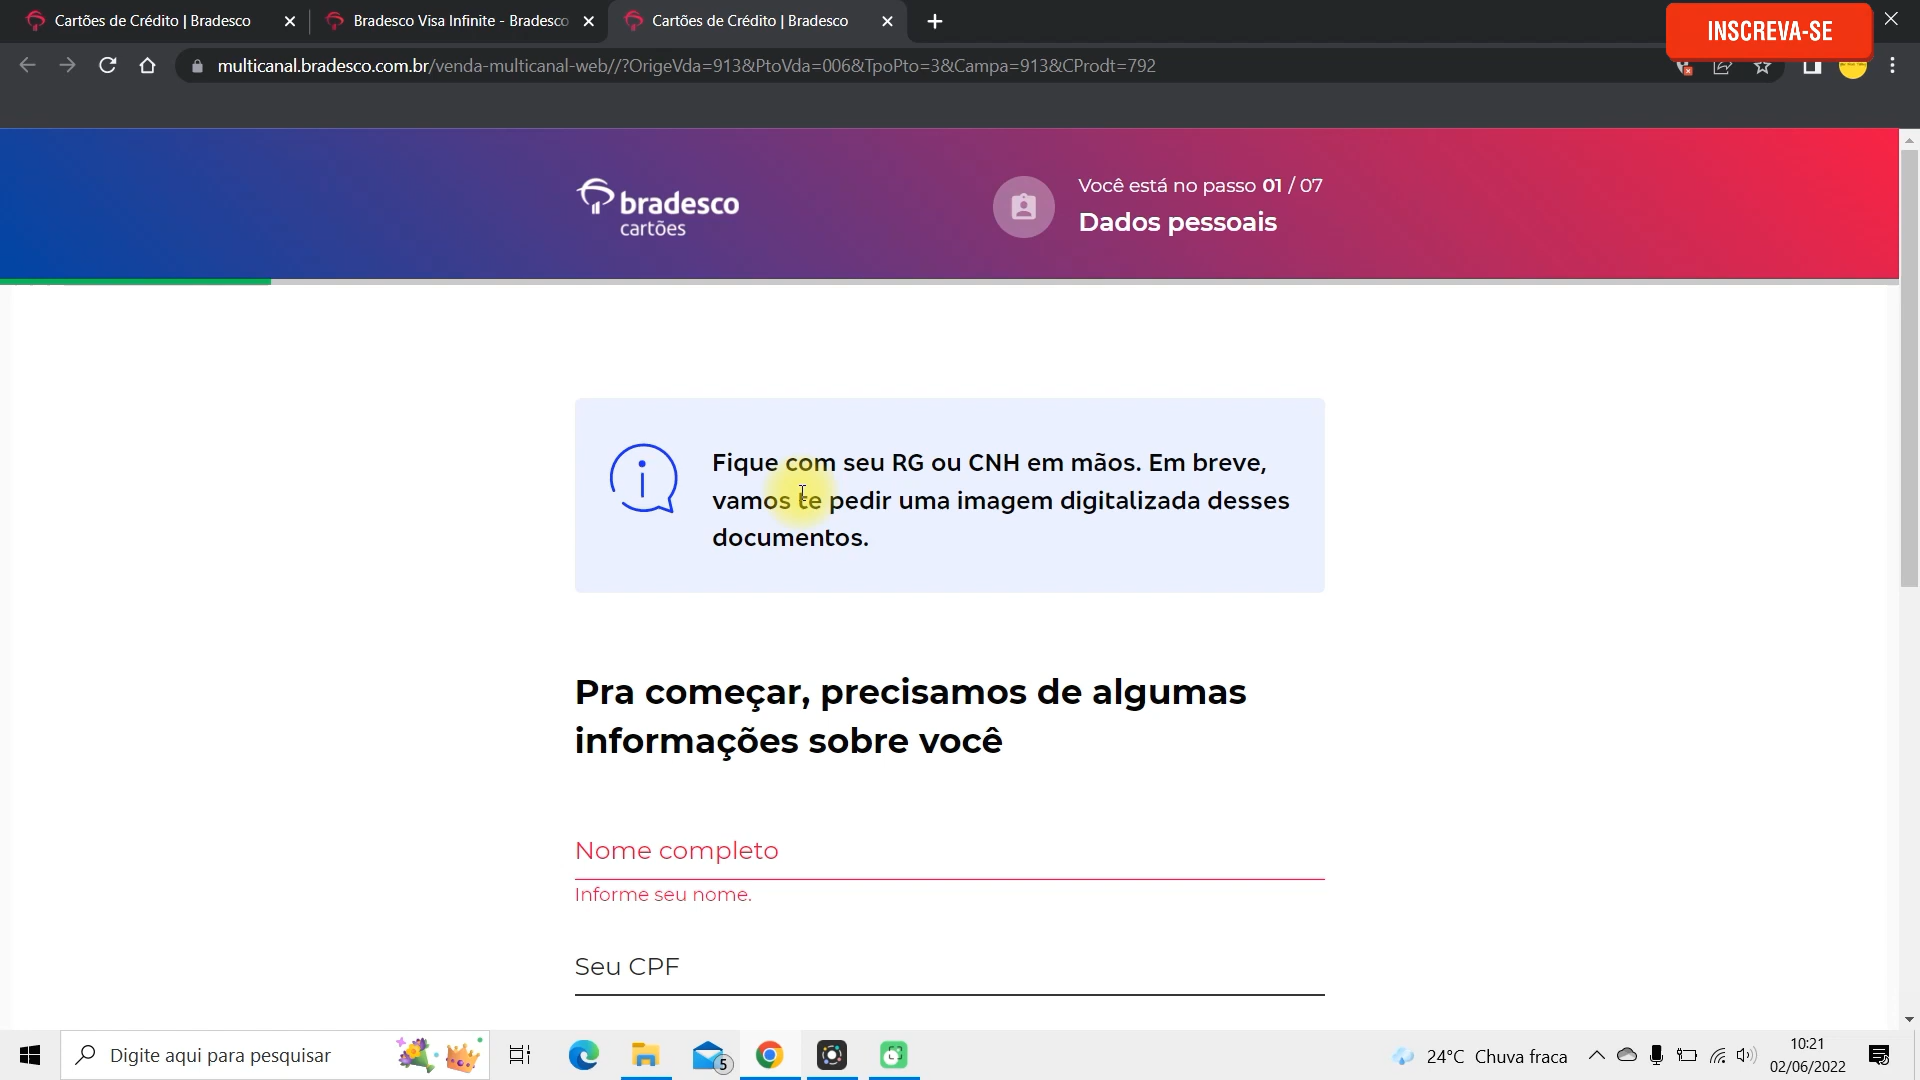 Cartões de Crédito | Bradesco
Bradesco Visa Infinite - Bradesco
Cartões de Crédito | Bradesco
INSCREVA-SE
multicanal.bradesco.com.br/venda-multicanal-web//?OrigeVda=913&PtoVda=006&TpoPto=3&Campa=913&CProdt=792
bradesco
cartões
Você está no passo 01 / 07
Dados pessoais
Fique com seu RG ou CNH em mãos. Em breve,
vamos te pedir uma imagem digitalizada desses
documentos.
Pra começar, precisamos de algumas
informações sobre você
Nome completo
Informe seu nome.
Seu CPF
Digite aqui para pesquisar
5
24°C Chuva fraca
10:21
02/06/2022